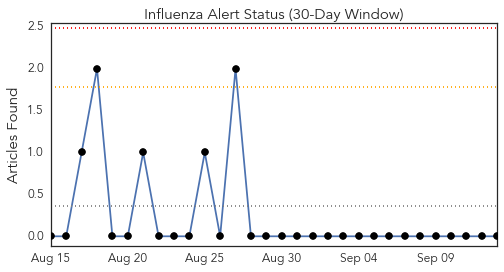 Influenza Alert Status (30-Day Window)
2.5
2.0
1.5
1.0
0.5
0.0
Articles Found
Aug 15 Aug 20 Aug 25 Aug 30 Sep 04 Sep 09